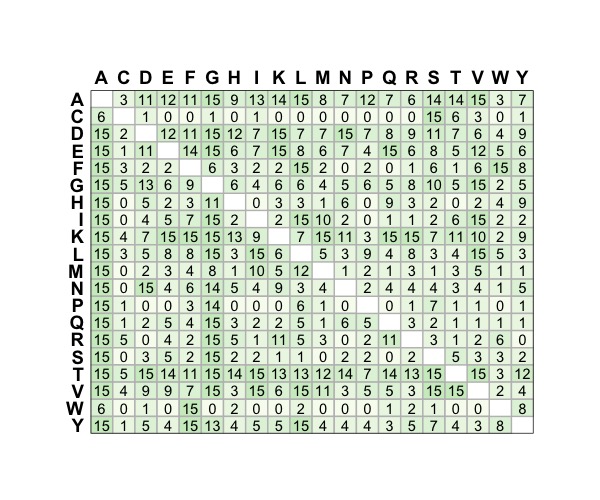 A C D E F G H I K L M N P Q R S T V W Y
A 3 11 12 11 15 9 13 14 15 8 7 12 7 6 14 14 15 3 7
C 6 1 0 0 1 0 1 0 0 0 0 0 0 0 15 6 3 0 1
D 15 2 12 11 15 12 7 15 7 7 15 7 8 9 11 7 6 4 9
E 15 1 11 14 15 6 7 15 8 6 7 4 15 6 8 5 12 5 6
F 15 3 2 2 6 3 2 2 15 2 0 2 0 1 6 1 6 15 8
G 15 5 13 6 9 6 4 6 6 4 5 6 5 8 10 5 15 2 5
H 15 0 5 2 3 11 0 3 3 1 6 0 9 3 2 0 2 4 9
I 15 0 4 5 7 15 2 2 15 10 2 0 1 1 2 6 15 2 2
K 15 4 7 15 15 15 13 9 7 15 11 3 15 15 7 11 10 2 9
L 15 3 5 8 8 15 3 15 6 5 3 9 4 8 3 4 15 5 3
M 15 0 2 3 4 8 1 10 5 12 1 2 1 3 1 3 5 1 1
N 15 0 15 4 6 14 5 4 9 3 4 2 4 4 4 3 4 1 5
P 15 1 0 0 3 14 0 0 0 6 1 0 0 1 7 1 1 0 1
Q 15 1 2 5 4 15 3 2 2 5 1 6 5 3 2 1 1 1 1
R 15 5 0 4 2 15 5 1 11 5 3 0 2 11 3 1 2 6 0
S 15 0 3 5 2 15 2 2 1 1 0 2 2 0 2 5 3 3 2
T 15 5 15 14 11 15 14 15 13 13 12 14 7 14 13 15 15 3 12
V 15 4 9 9 7 15 3 15 6 15 11 3 5 5 3 15 15 2 4
W 6 0 1 0 15 0 2 0 0 2 0 0 0 1 2 1 0 0 8
Y 15 1 5 4 15 13 4 5 5 15 4 4 4 3 5 7 4 3 8